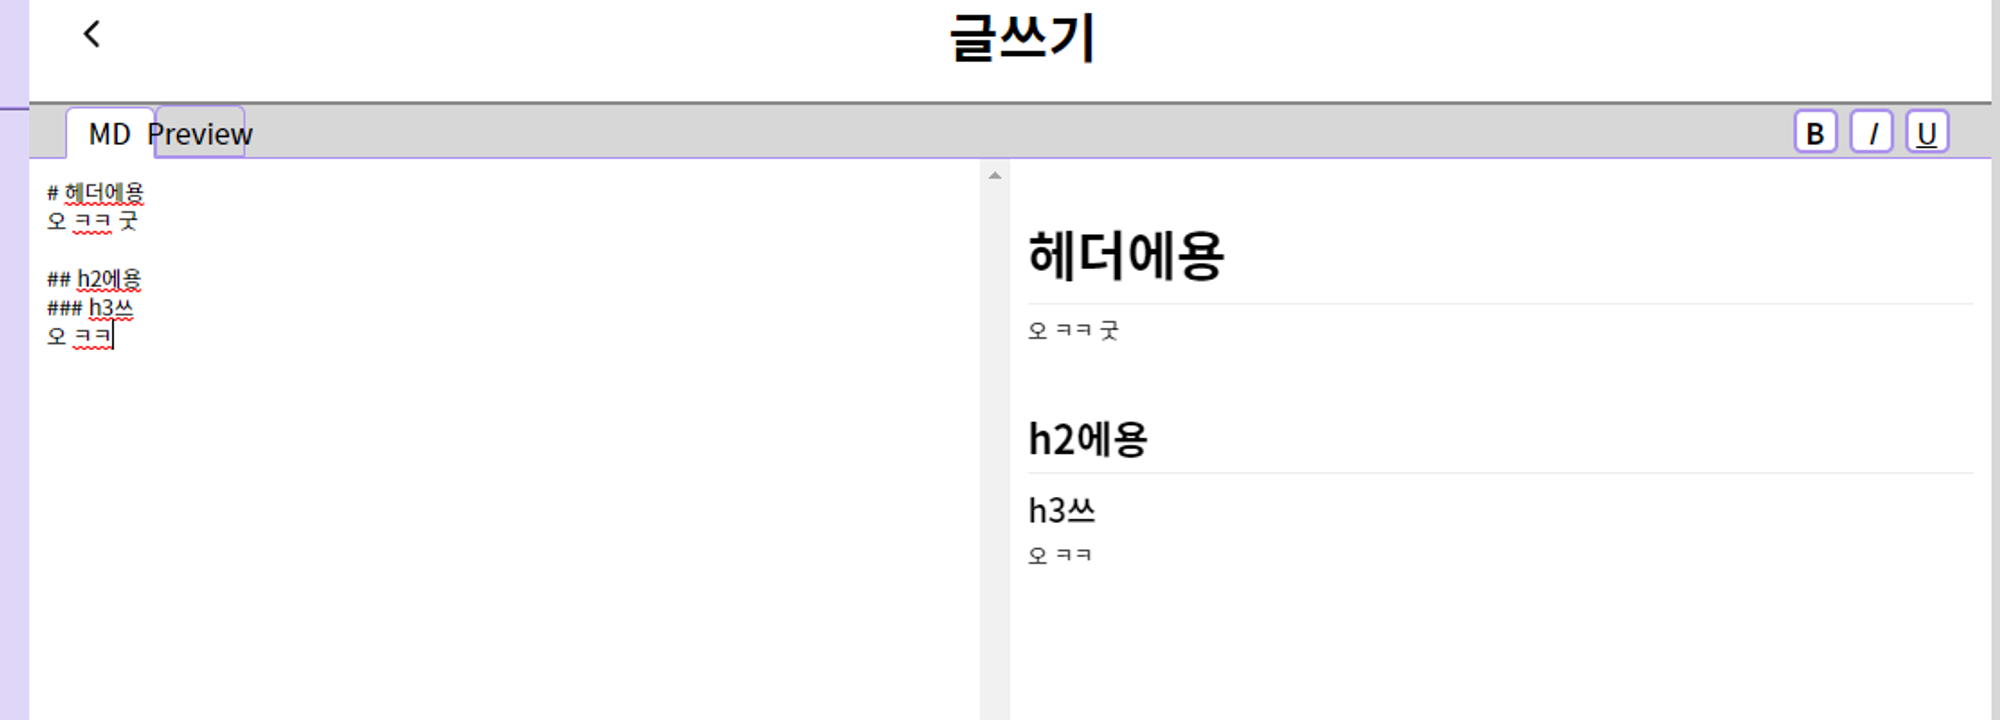 글쓰기
MD Preview
B I U
# 헤더에용
오 ㅋㅋ 굿
## h2에용
### h3쓰
오 ㅋㅋ
헤더에용
오 ㅋㅋ 굿
h2에용
h3쓰
오 ㅋㅋ